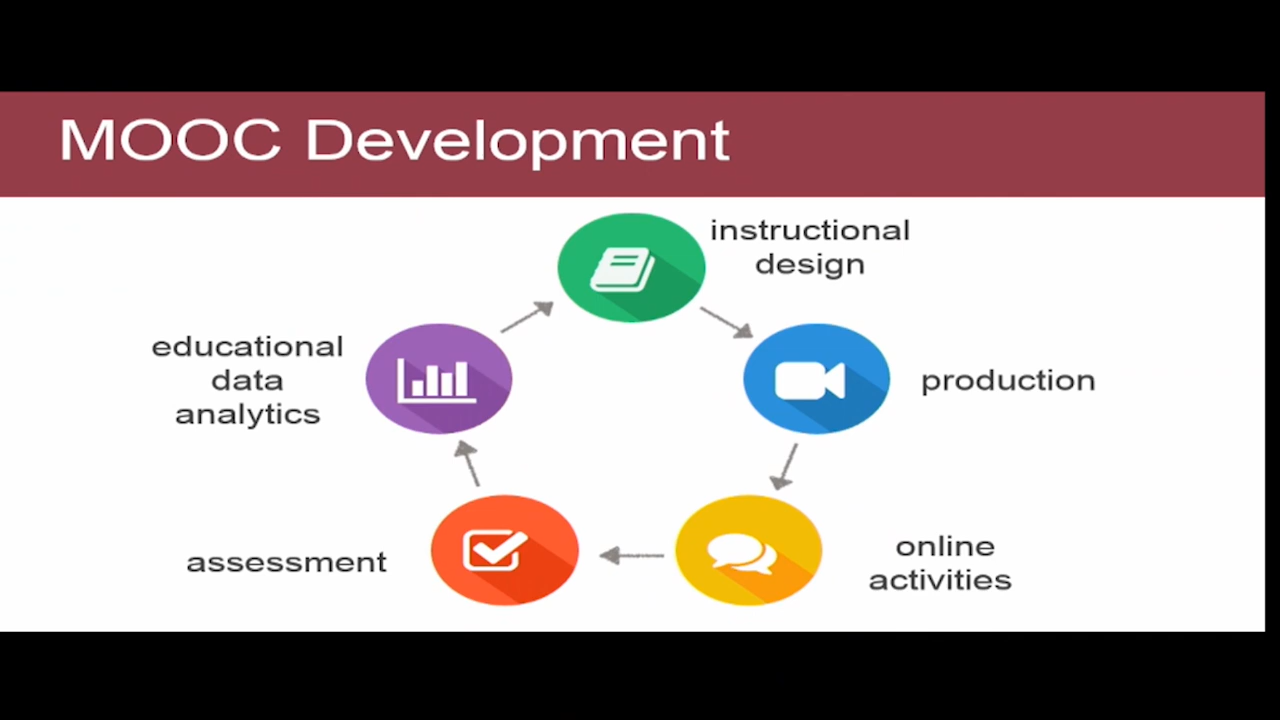 MOOC Development
instructional
design
production
online
activities
assessment
educational
data
analytics